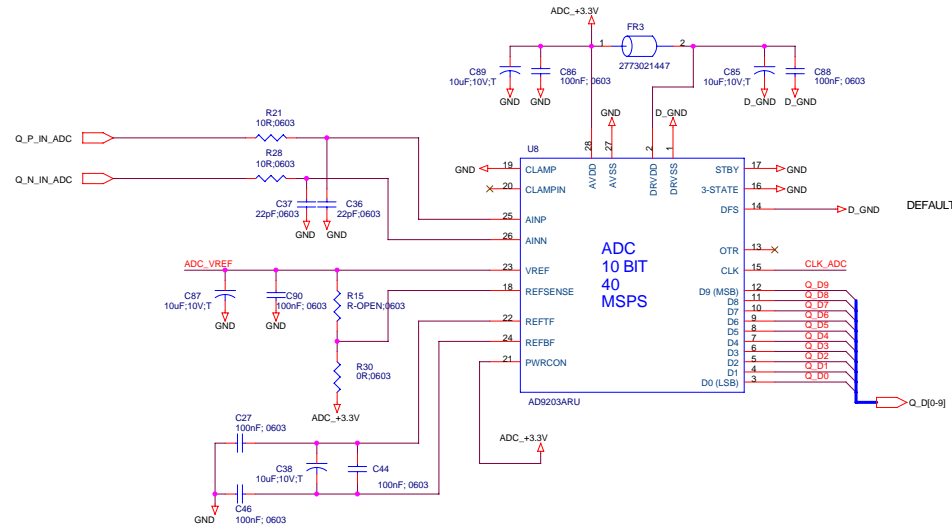 ADC_+3.3V
FR3
1
2
2773021447
C89
10uF;10V;T
C86
100nF; 0603
C85
10uF;10V;T
C88
100nF; 0603
GND
GND
D_GND
D_GND
GND
D_GND
R21
10R;0603
Q_P_IN_ADC
R28
10R;0603
Q_N_IN_ADC
C37
22pF;0603
C36
22pF;0603
GND
GND
U8
28
27
2
1
AVDD
AVSS
DRVDD
DRVSS
GND
19
CLAMP
20
CLAMPIN
25
AINP
26
AINN
23
VREF
18
REFSENSE
22
REFTF
24
REFBF
21
PWRCON
ADC
10 BIT
40
MSPS
STBY
17
GND
3-STATE
16
GND
DFS
14
D_GND
DEFAULT
OTR
13
CLK
15
CLK_ADC
D9 (MSB)
12
Q_D9
D8
11
Q_D8
D7
10
Q_D7
D6
9
Q_D6
D5
8
Q_D5
D4
7
Q_D4
D3
6
Q_D3
D2
5
Q_D2
D1
4
Q_D1
D0 (LSB)
3
Q_D0
Q_D[0-9]
AD9203ARU
ADC_VREF
C87
10uF;10V;T
C90
100nF; 0603
R15
R-OPEN;0603
GND
GND
R30
0R;0603
ADC_+3.3V
ADC_+3.3V
C27
100nF; 0603
C38
10uF;10V;T
C44
100nF; 0603
C46
100nF; 0603
GND